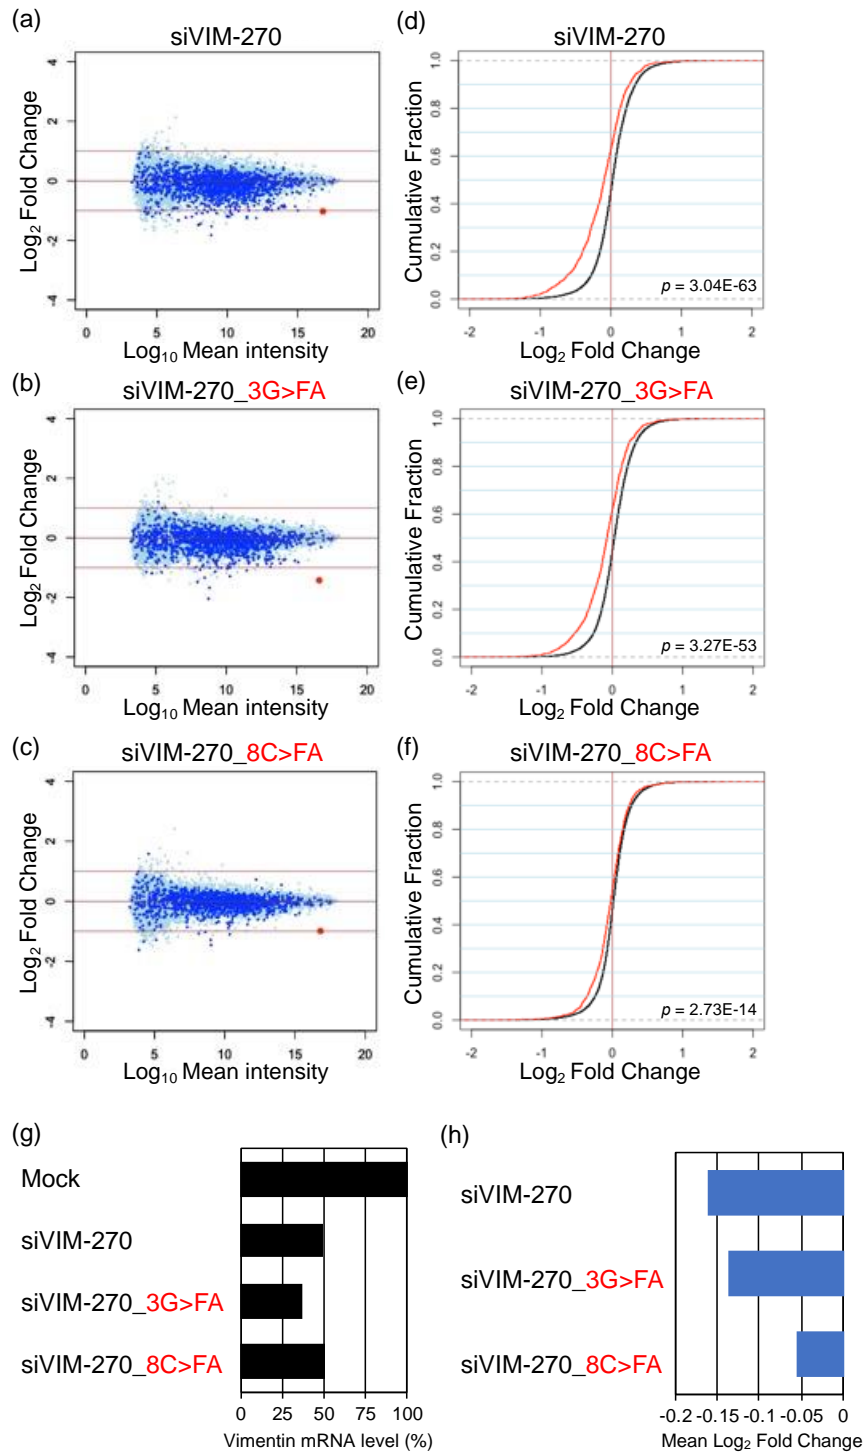 (a)
siVIM-270
Log₂ Fold Change
4
2
0
-2
-4
0 5 10 15 20
Log₁₀ Mean intensity
(d)
siVIM-270
Cumulative Fraction
1.0
0.8
0.6
0.4
0.2
0.0
p = 3.04E-63
-2 -1 0 1 2
Log₂ Fold Change
(b)
siVIM-270_3G>FA
Log₂ Fold Change
4
2
0
-2
-4
0 5 10 15 20
Log₁₀ Mean intensity
(e)
siVIM-270_3G>FA
Cumulative Fraction
1.0
0.8
0.6
0.4
0.2
0.0
p = 3.27E-53
-2 -1 0 1 2
Log₂ Fold Change
(c)
siVIM-270_8C>FA
Log₂ Fold Change
4
2
0
-2
-4
0 5 10 15 20
Log₁₀ Mean intensity
(f)
siVIM-270_8C>FA
Cumulative Fraction
1.0
0.8
0.6
0.4
0.2
0.0
p = 2.73E-14
-2 -1 0 1 2
Log₂ Fold Change
(g)
Mock
siVIM-270
siVIM-270_3G>FA
siVIM-270_8C>FA
0 25 50 75 100
Vimentin mRNA level (%)
(h)
siVIM-270
siVIM-270_3G>FA
siVIM-270_8C>FA
-0.2 -0.15 -0.1 -0.05 0
Mean Log₂ Fold Change